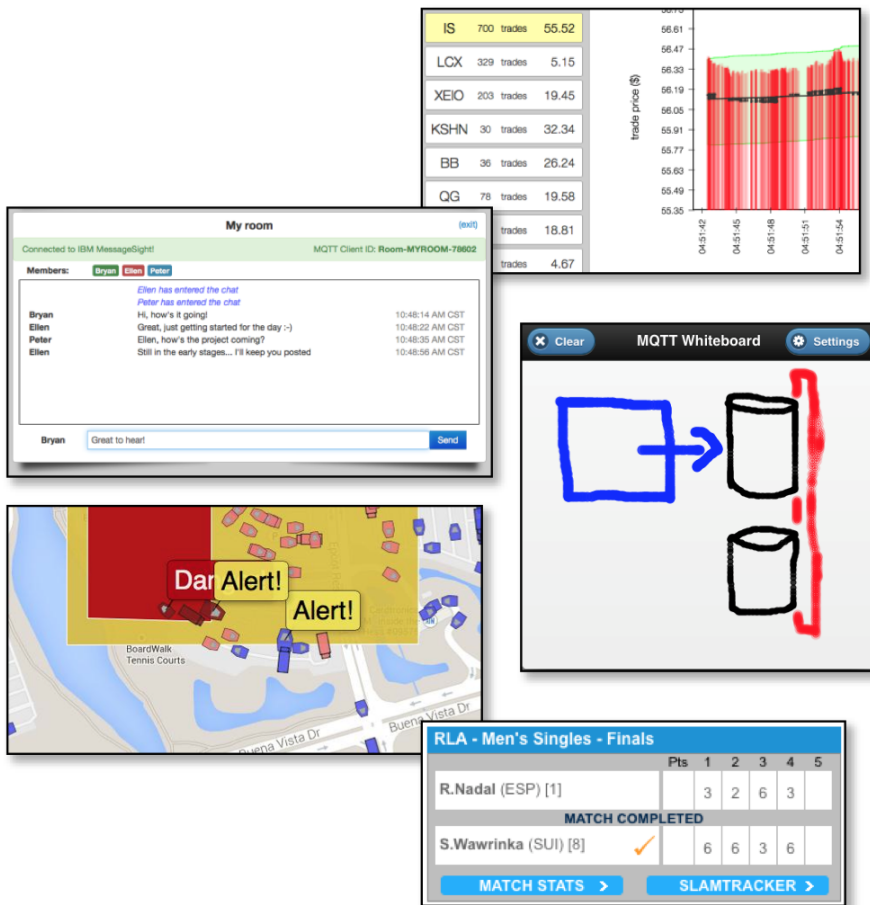 IS 700 trades 55.52
LCX 329 trades 5.15
XEIO 203 trades 19.45
KSHN 30 trades 32.34
BB 36 trades 26.24
QG 78 trades 19.58
trades 18.81
trades 4.67
trade price ($)
56.61
56.47
56.33
56.19
56.05
55.91
55.77
55.63
55.49
55.35
04:51:42
04:51:45
04:51:48
04:51:51
04:51:54
My room (exit)
Connected to IBM MessageSight! MQTT Client ID: Room-MYROOM-78602
Members: Bryan Ellen Peter
Ellen has entered the chat
Peter has entered the chat
Bryan Hi, how's it going! 10:48:14 AM CST
Ellen Great, just getting started for the day :-) 10:48:22 AM CST
Peter Ellen, how's the project coming? 10:48:35 AM CST
Ellen Still in the early stages... I'll keep you posted 10:48:56 AM CST
Bryan Great to hear! Send
Clear MQTT Whiteboard Settings
Alert!
Alert!
BoardWalk
Tennis Courts
Buena Vista Dr
Buena Vista Dr
RLA - Men's Singles - Finals
Pts 1 2 3 4 5
R.Nadal (ESP) [1] 3 2 6 3
MATCH COMPLETED
S.Wawrinka (SUI) [8] 6 6 3 6
MATCH STATS > SLAMTRACKER >